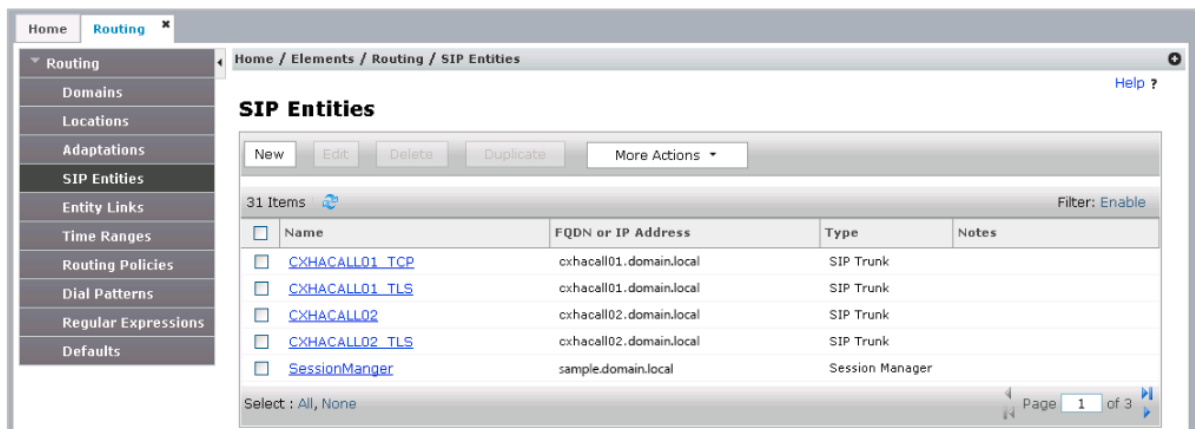 Home Routing ×
Routing
Domains
Locations
Adaptations
SIP Entities
Entity Links
Time Ranges
Routing Policies
Dial Patterns
Regular Expressions
Defaults
Home / Elements / Routing / SIP Entities
Help ?
SIP Entities
New Edit Delete Duplicate More Actions
31 Items Filter: Enable
Name FQDN or IP Address Type Notes
CXHACALL01_TCP cxhacall01.domain.local SIP Trunk
CXHACALL01_TLS cxhacall01.domain.local SIP Trunk
CXHACALL02 cxhacall02.domain.local SIP Trunk
CXHACALL02_TLS cxhacall02.domain.local SIP Trunk
SessionManger sample.domain.local Session Manager
Select : All, None Page 1 of 3